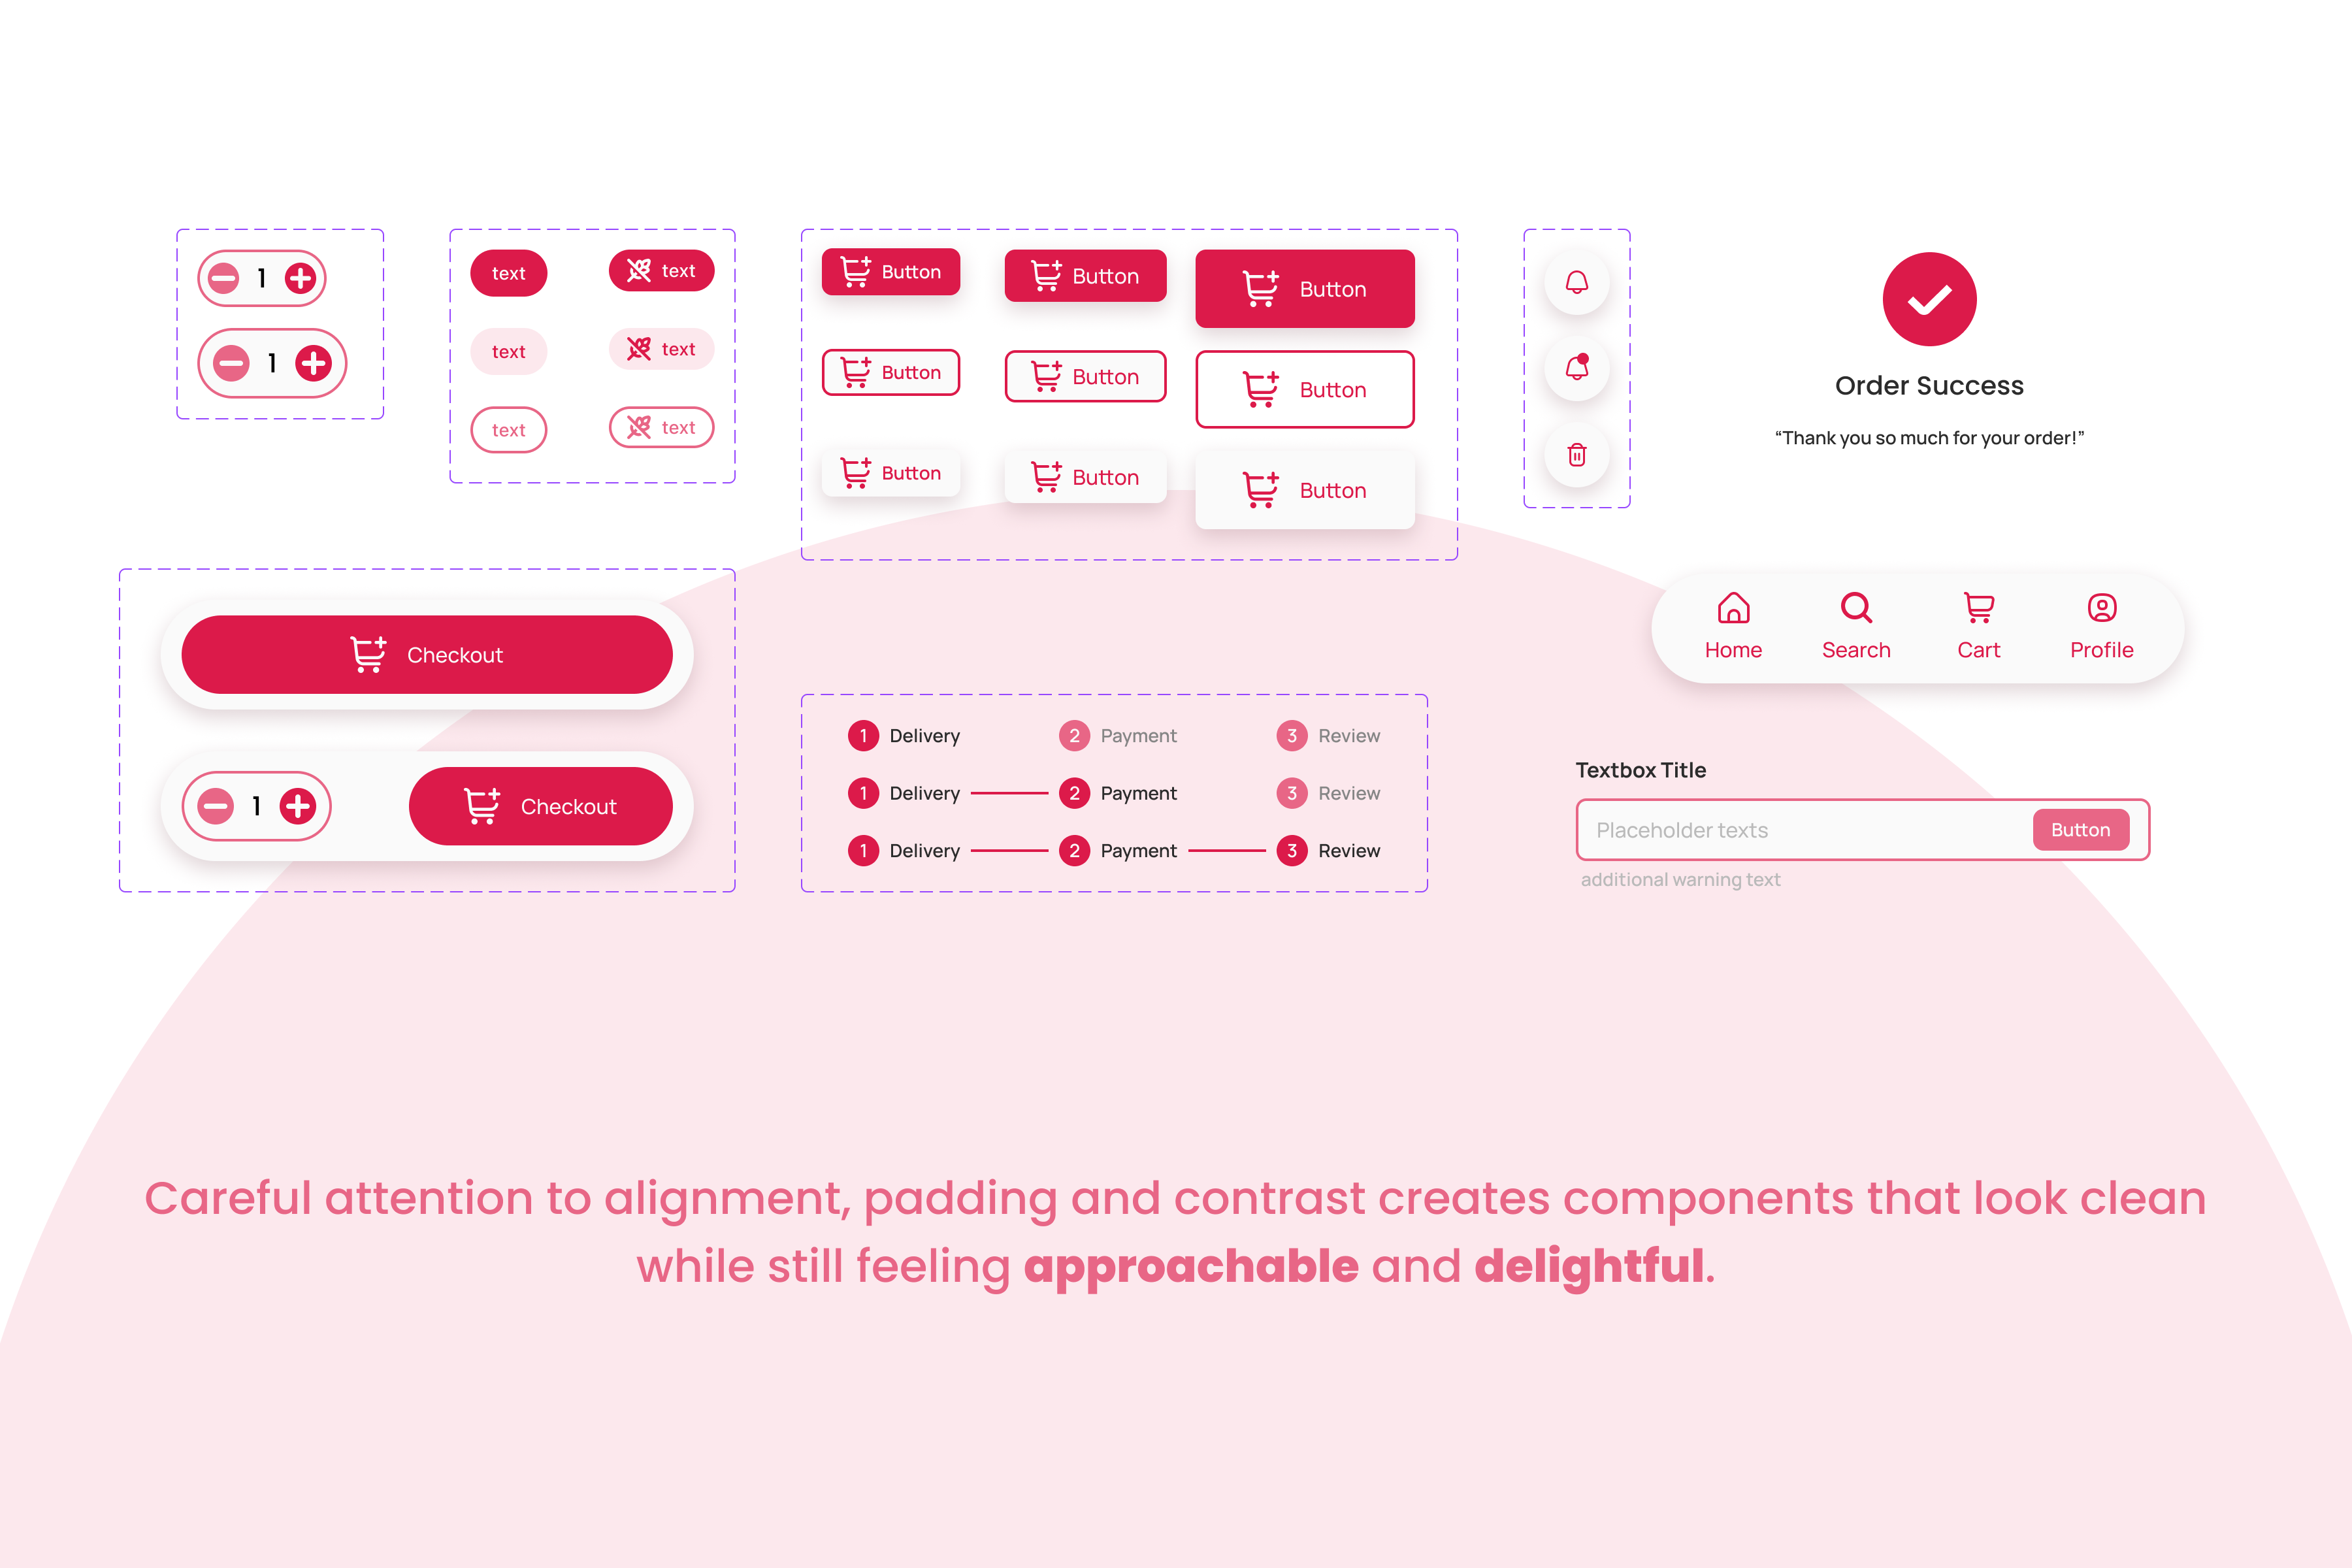 1
1
text
text
text
text
text
text
Button
Button
Button
Button
Button
Button
Button
Button
Button
Order Success
“Thank you so much for your order!”
Checkout
1
Checkout
1 Delivery 2 Payment 3 Review
1 Delivery 2 Payment 3 Review
1 Delivery 2 Payment 3 Review
Home Search Cart Profile
Textbox Title
Placeholder texts Button
additional warning text
Careful attention to alignment, padding and contrast creates components that look clean
while still feeling approachable and delightful.